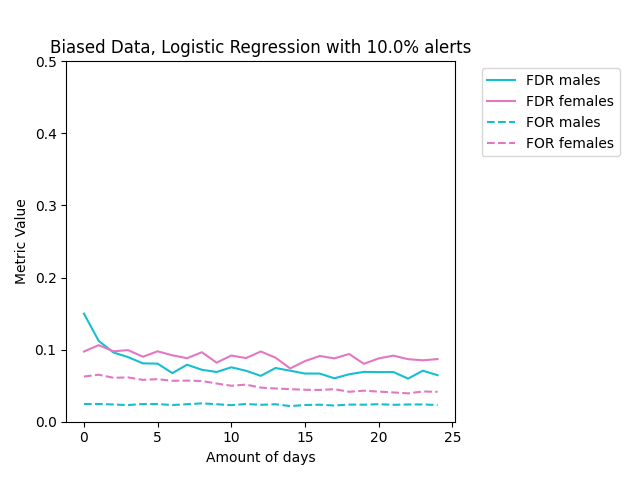 Biased Data, Logistic Regression with 10.0% alerts
0.5
0.4
0.3
0.2
0.1
0.0
Metric Value
0 5 10 15 20 25
Amount of days
FDR males
FDR females
FOR males
FOR females